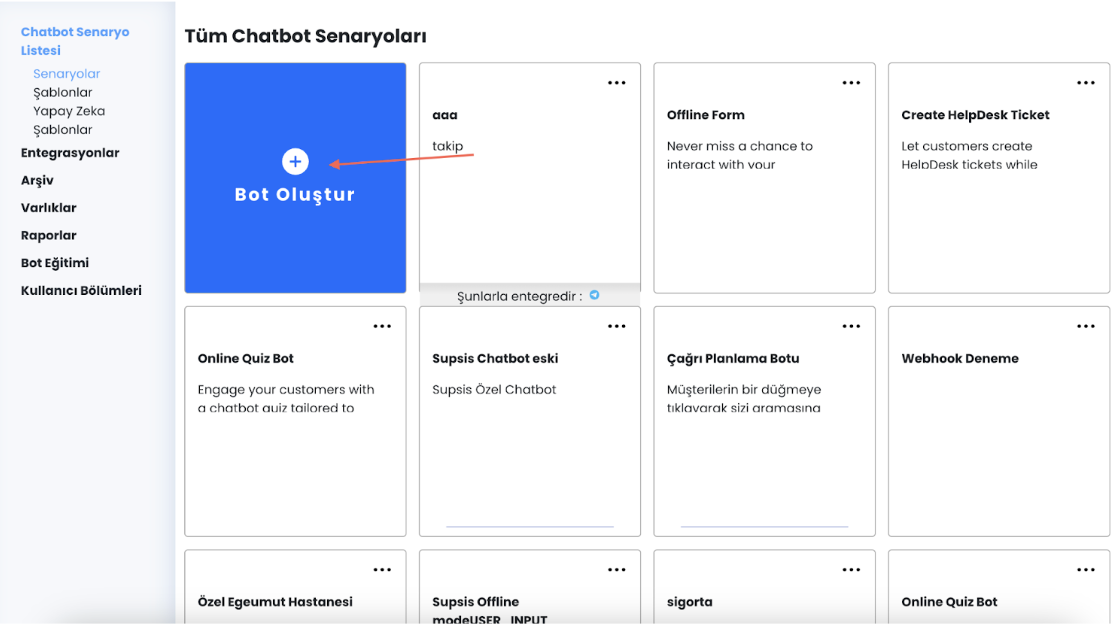 Chatbot Senaryo
Listesi
Senaryolar
Şablonlar
Yapay Zeka
Şablonlar
Entegrasyonlar
Arşiv
Varlıklar
Raporlar
Bot Eğitimi
Kullanıcı Bölümleri
Tüm Chatbot Senaryoları
Bot Oluştur
aaa
takip
Şunlarla entegredir :
Offline Form
Never miss a chance to
interact with your
Create HelpDesk Ticket
Let customers create
HelpDesk tickets while
Online Quiz Bot
Engage your customers with
a chatbot quiz tailored to
Supsis Chatbot eski
Supsis Özel Chatbot
Çağrı Planlama Botu
Müşterilerin bir düğmeye
tıklayarak sizi aramasına
Webhook Deneme
Özel Egeumut Hastanesi
Supsis Offline
modeUSER_INPUT
sigorta
Online Quiz Bot